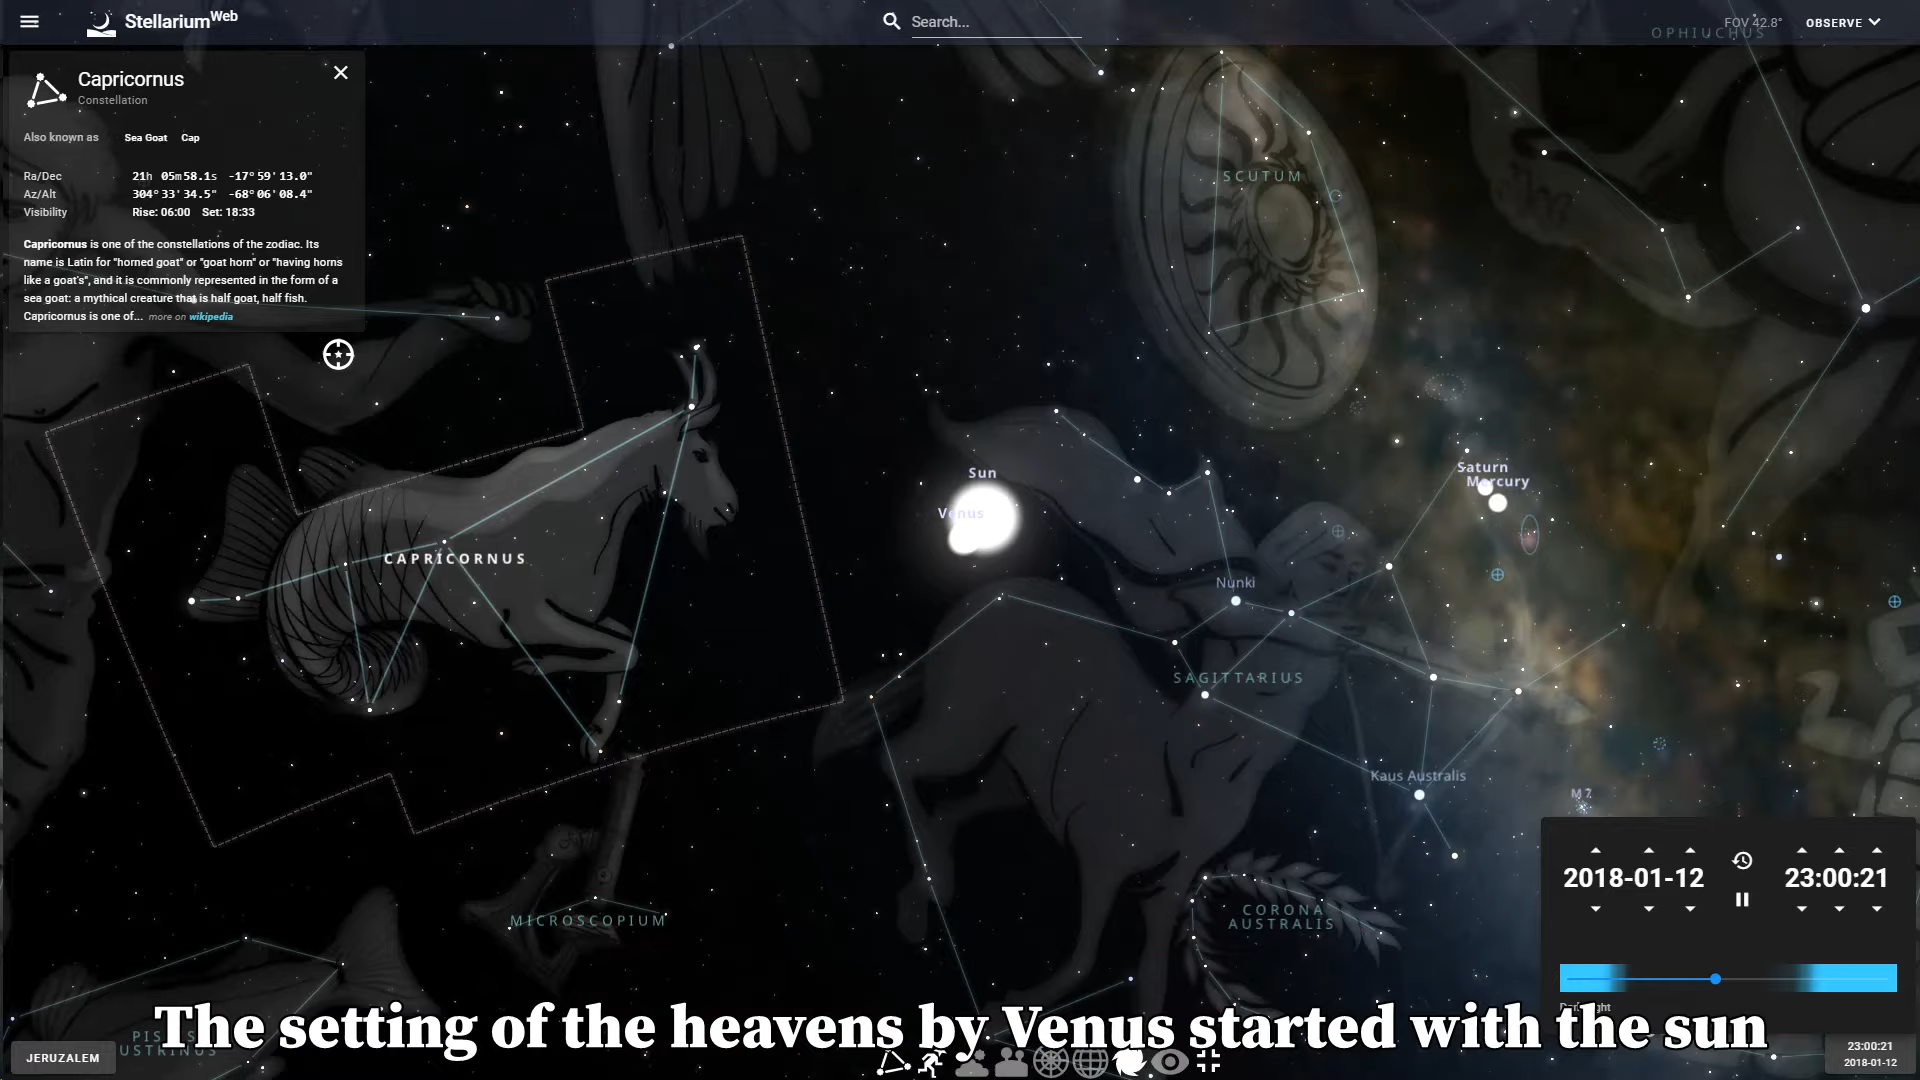 StellariumWeb
Search...
FOV 42.8°
OBSERVE
OPHIUCHUS
Capricornus
Constellation
Also known as Sea Goat Cap
Ra/Dec 21h 05m58.1s -17°59'13.0"
Az/Alt 304°33'34.5" -68°06'08.4"
Visibility Rise: 06:00 Set: 18:33
Capricornus is one of the constellations of the zodiac. Its
name is Latin for "horned goat" or "goat horn" or "having horns
like a goat's", and it is commonly represented in the form of a
sea goat: a mythical creature that is half goat, half fish.
Capricornus is one of... more on wikipedia
SCUTUM
Sun
Venus
Saturn
Mercury
CAPRICORNUS
Nunki
SAGITTARIUS
Kaus Australis
M7
MICROSCOPIUM
CORONA
AUSTRALIS
2018-01-12 23:00:21
The setting of the heavens by Venus started with the sun
JERUZALEM
23:00:21
2018-01-12